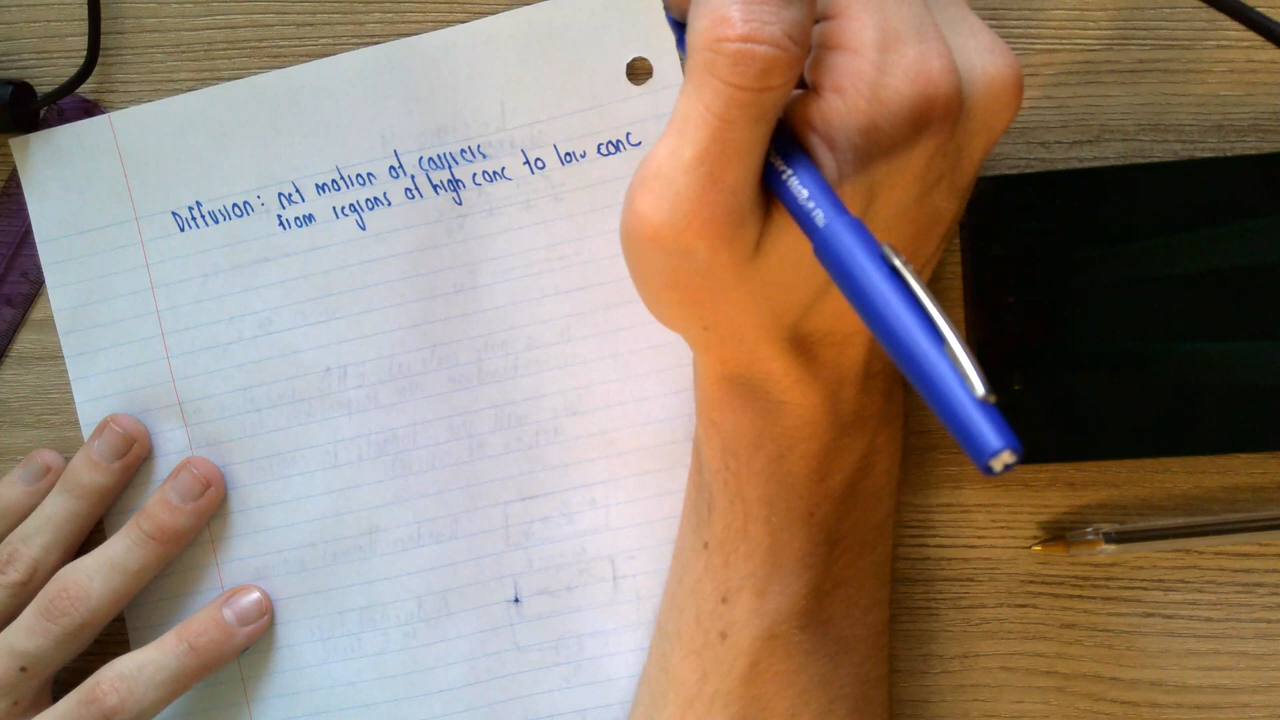 Diffusion: net motion of carriers
from regions of high conc to low conc